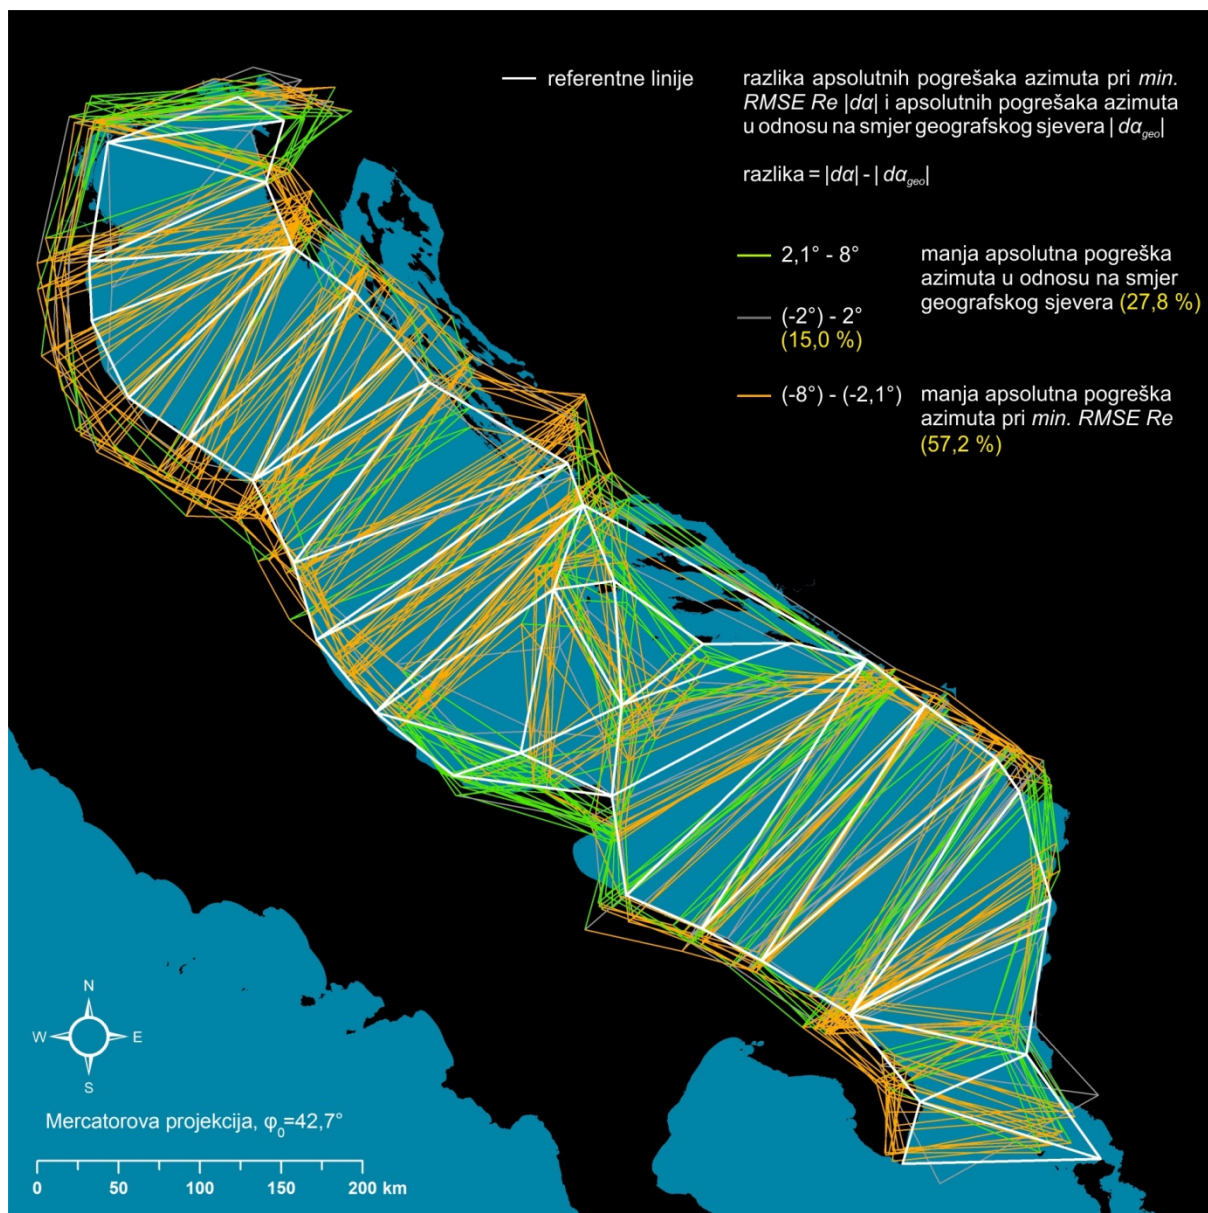 referentne linije
razlika apsolutnih pogrešaka azimuta pri min.
RMSE Re |dα| i apsolutnih pogrešaka azimuta
u odnosu na smjer geografskog sjevera | dαgeo|
razlika = |dα| - | dαgeo|
2,1° - 8°
manja apsolutna pogreška
azimuta u odnosu na smjer
geografskog sjevera (27,8 %)
(-2°) - 2°
(15,0 %)
(-8°) - (-2,1°)
manja apsolutna pogreška
azimuta pri min. RMSE Re
(57,2 %)
N
W
E
S
Mercatorova projekcija, φ0=42,7°
0 50 100 150 200 km